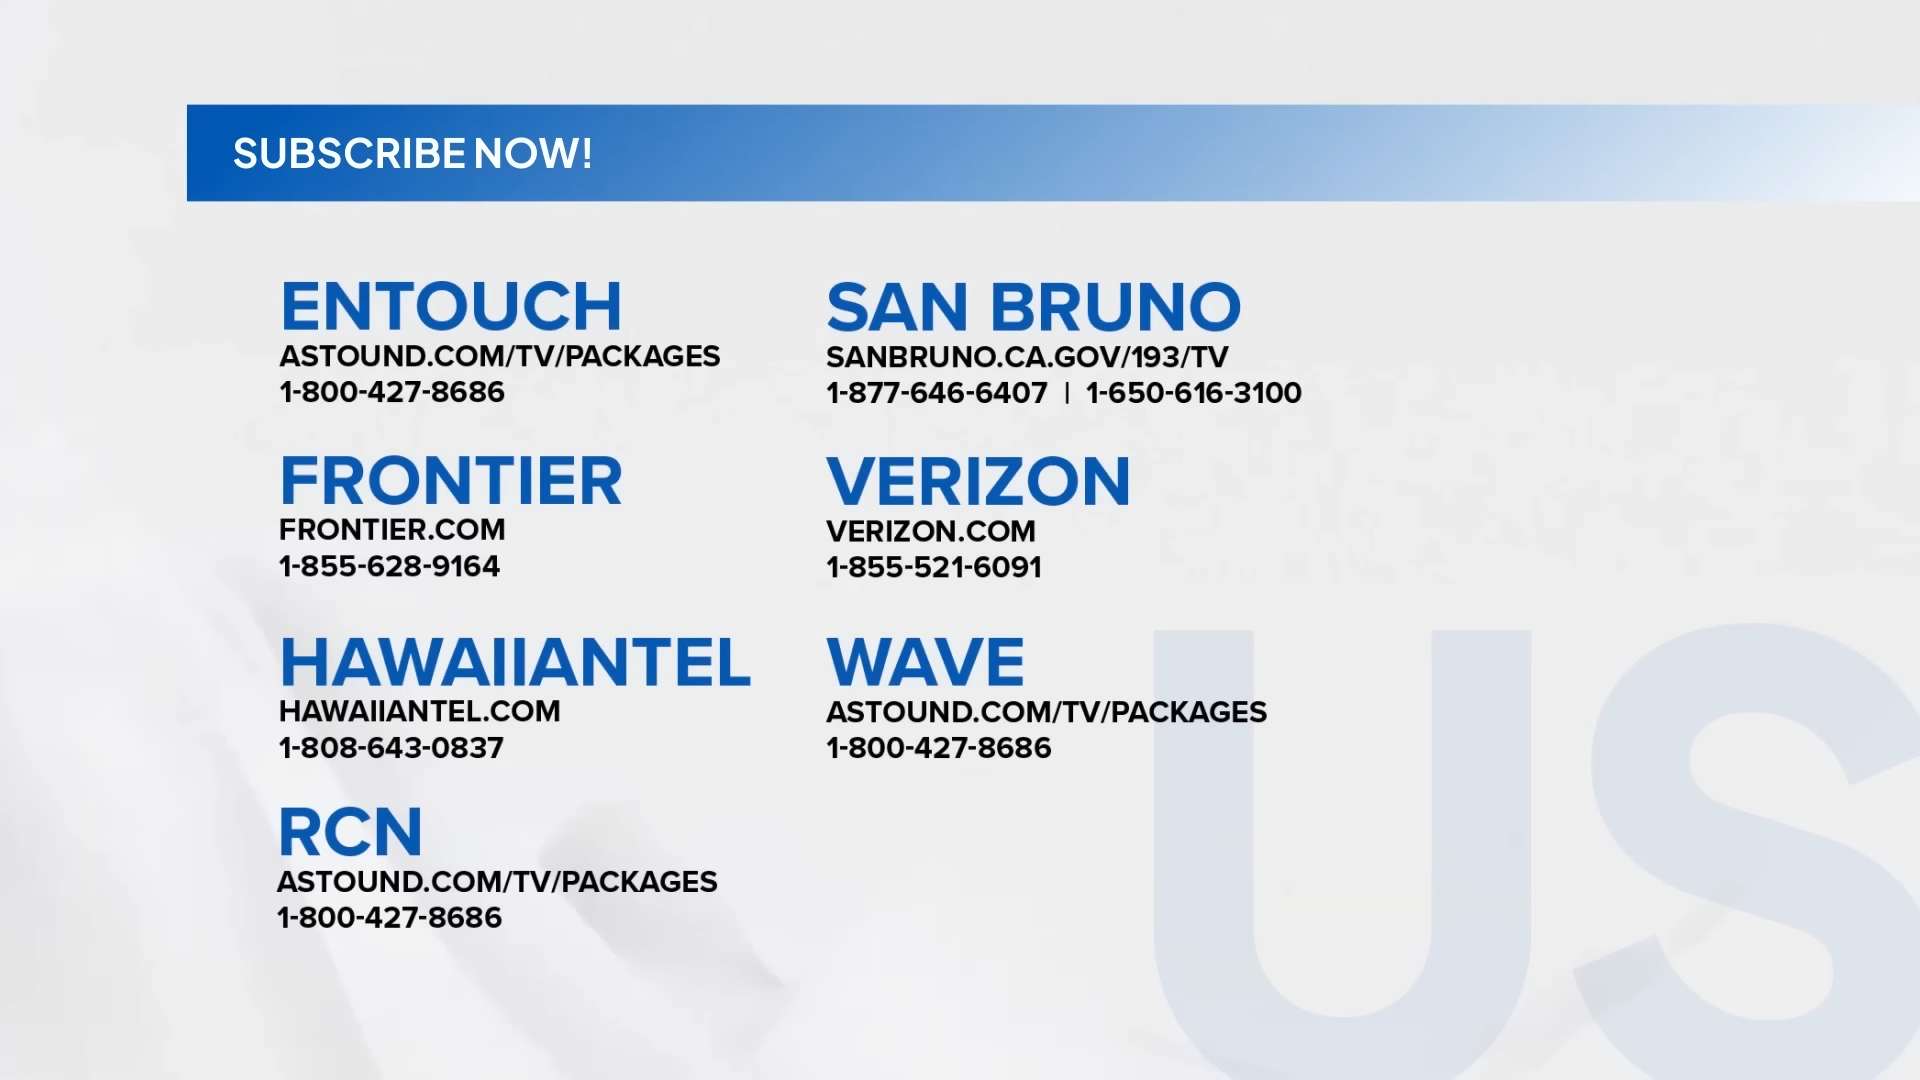 SUBSCRIBE NOW!
ENTOUCH
ASTOUND.COM/TV/PACKAGES
1-800-427-8686
FRONTIER
FRONTIER.COM
1-855-628-9164
HAWAIIANTEL
HAWAIIANTEL.COM
1-808-643-0837
RCN
ASTOUND.COM/TV/PACKAGES
1-800-427-8686
SAN BRUNO
SANBRUNO.CA.GOV/193/TV
1-877-646-6407 | 1-650-616-3100
VERIZON
VERIZON.COM
1-855-521-6091
WAVE
ASTOUND.COM/TV/PACKAGES
1-800-427-8686
US